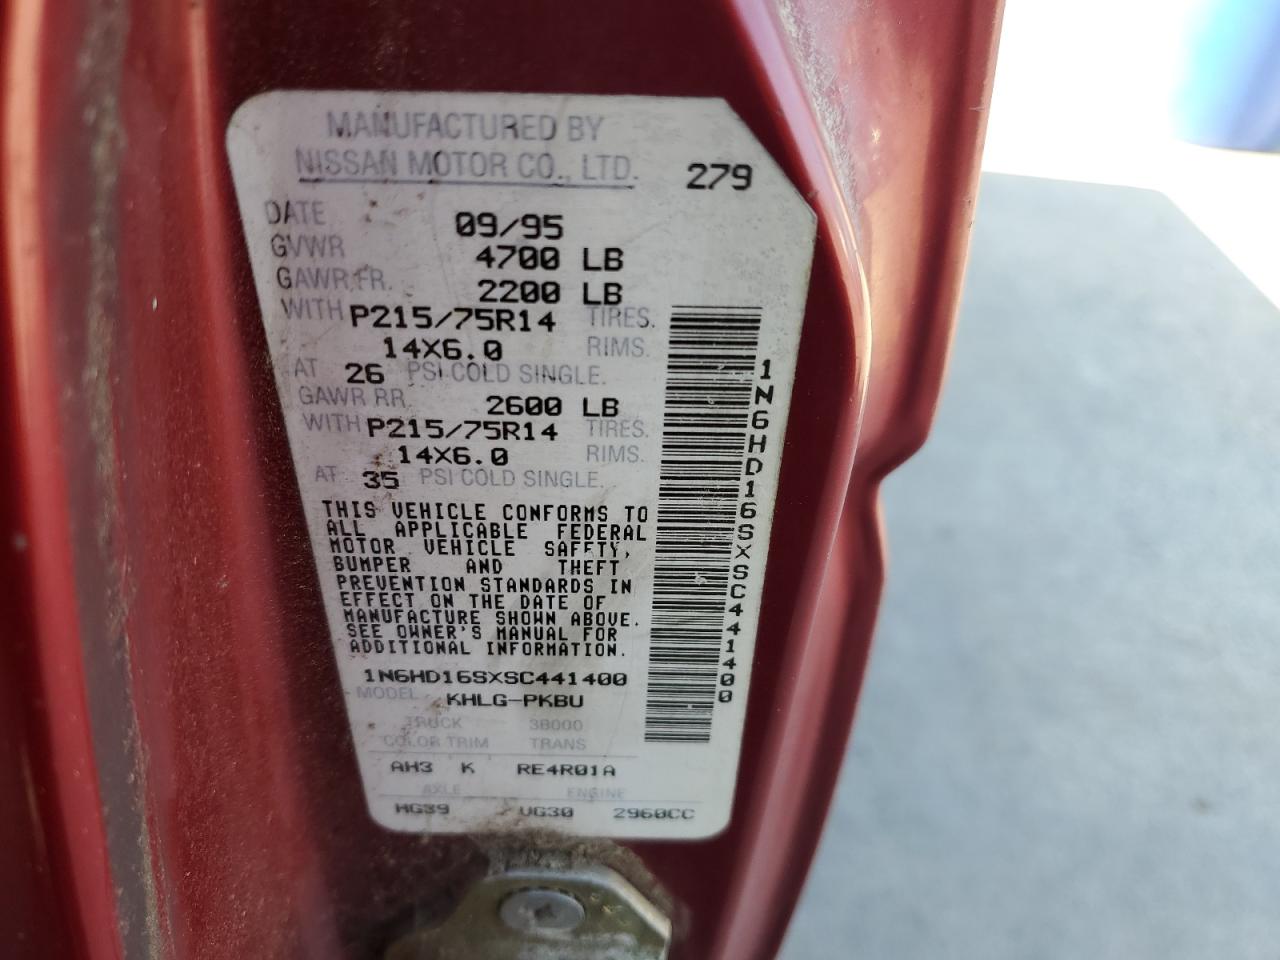 MANUFACTURED BY
NISSAN MOTOR CO., LTD. 279
DATE 09/95
GVWR 4700 LB
GAWR FR. 2200 LB
WITH P215/75R14 TIRES.
14X6.0 RIMS.
AT 26 PSI COLD SINGLE.
GAWR RR. 2600 LB
WITH P215/75R14 TIRES.
14X6.0 RIMS.
AT 35 PSI COLD SINGLE.
THIS VEHICLE CONFORMS TO
ALL APPLICABLE FEDERAL
MOTOR VEHICLE SAFETY,
BUMPER AND THEFT
PREVENTION STANDARDS IN
EFFECT ON THE DATE OF
MANUFACTURE SHOWN ABOVE.
SEE OWNER'S MANUAL FOR
ADDITIONAL INFORMATION.
1N6HD16SXSC441400
MODEL KHLG-PKBU
TRUCK 38000
COLOR TRIM TRANS
AH3 K RE4R01A
AXLE ENGINE
HG39 VG30 2960CC
1N6HD16SXSC441400